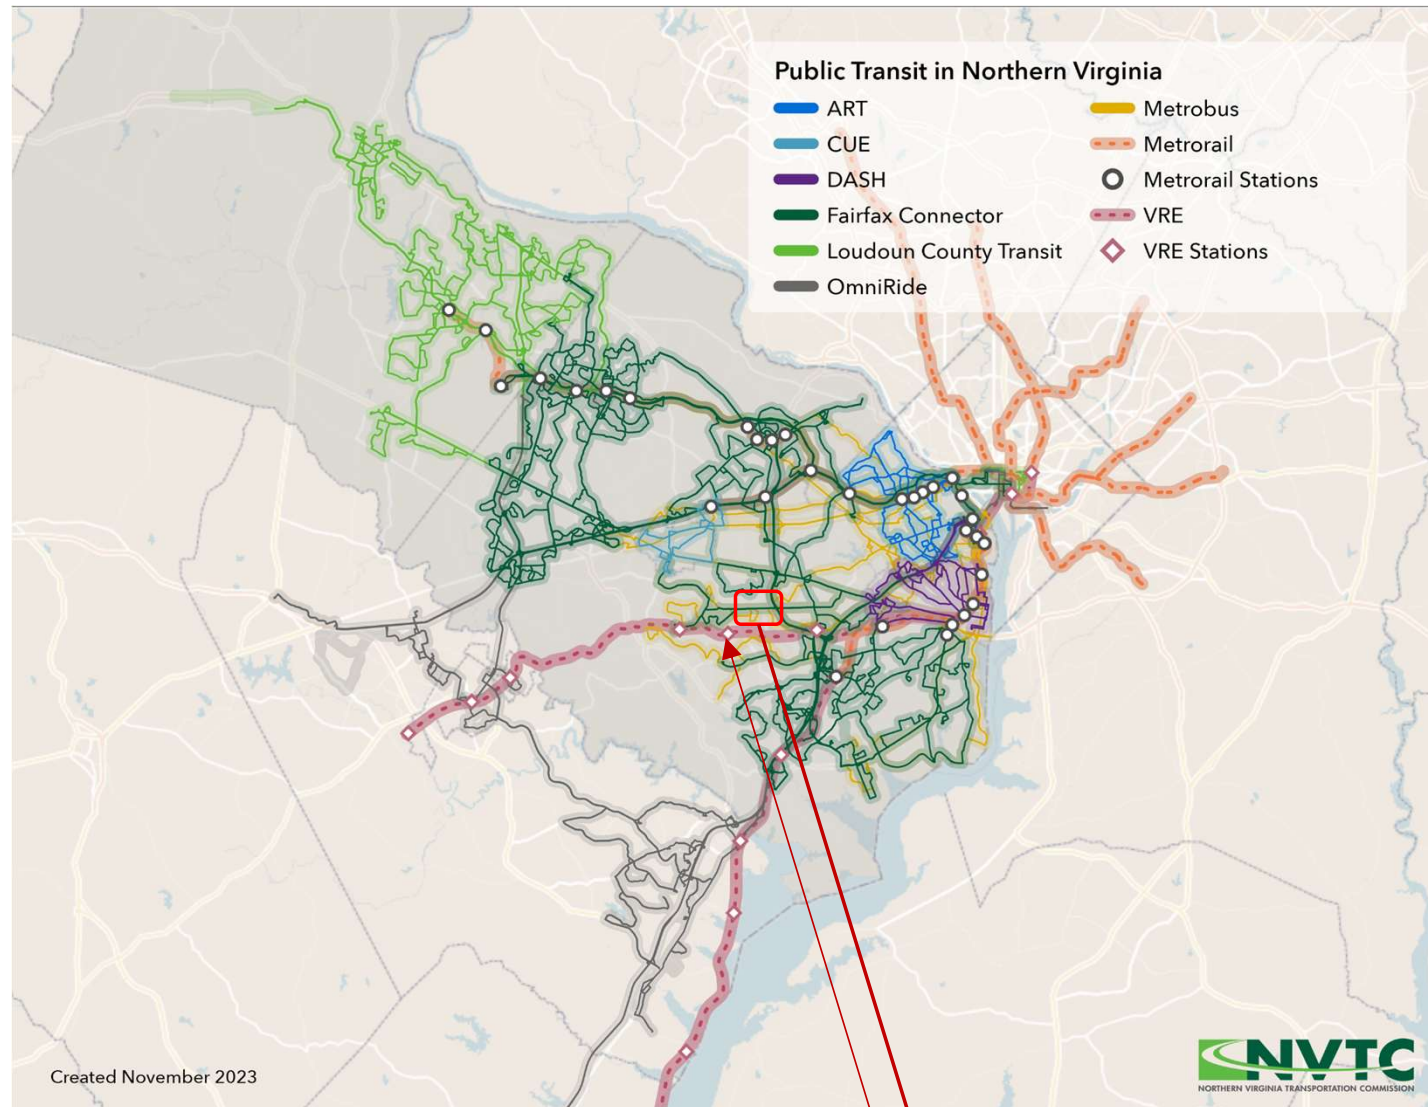 Public Transit in Northern Virginia
ART
CUE
DASH
Fairfax Connector
Loudoun County Transit
OmniRide
Metrobus
Metrorail
Metrorail Stations
VRE
VRE Stations
Created November 2023
NVTC
NORTHERN VIRGINIA TRANSPORTATION COMMISSION